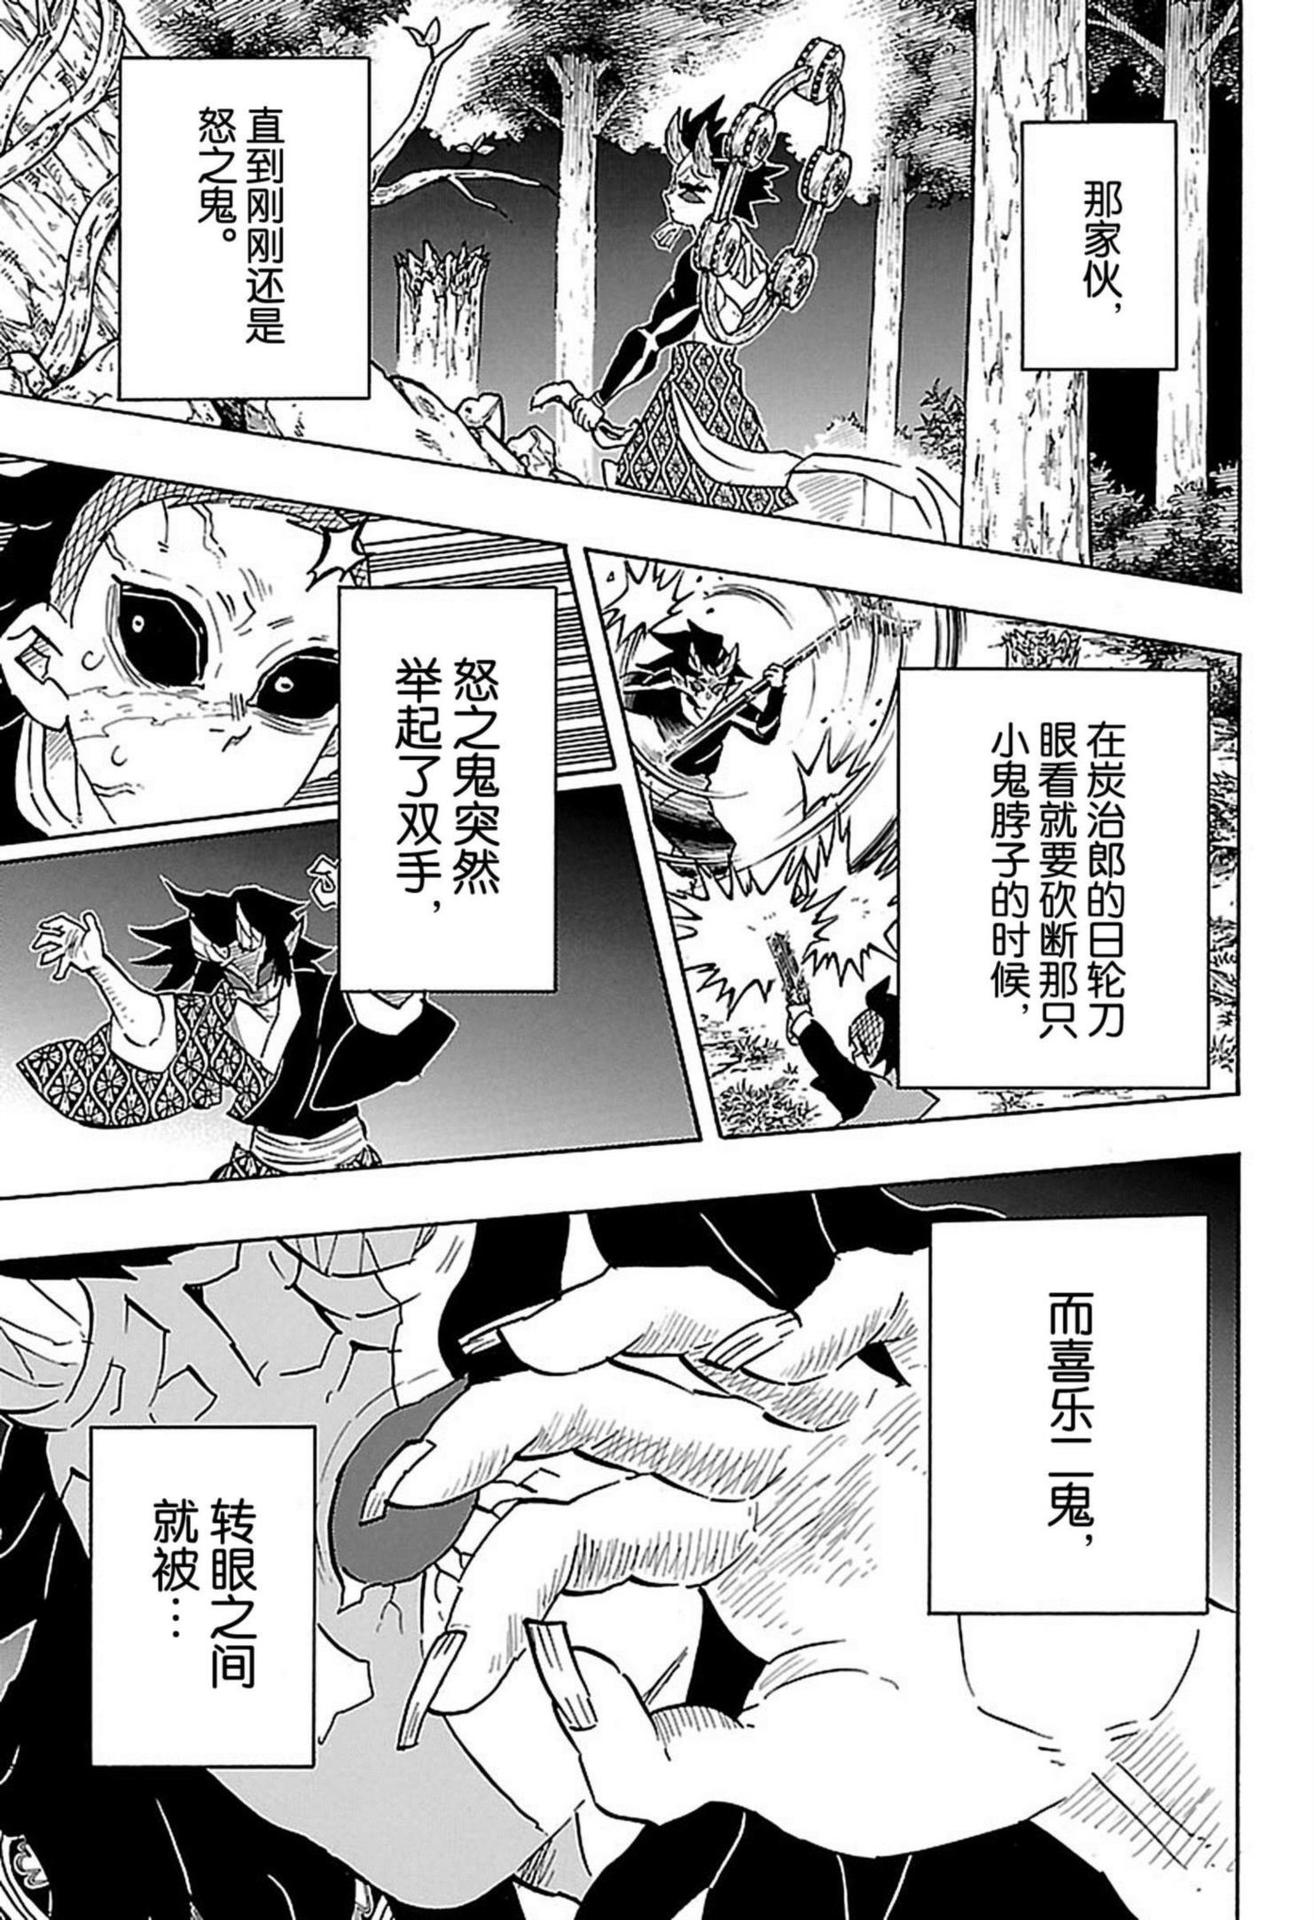 那家伙，
直到刚刚还是
怒之鬼。
在炭治郎的日轮刀
眼看就要砍断那只
小鬼脖子的时候，
怒之鬼突然
举起了双手，
而喜乐二鬼，
转眼之间
就被…